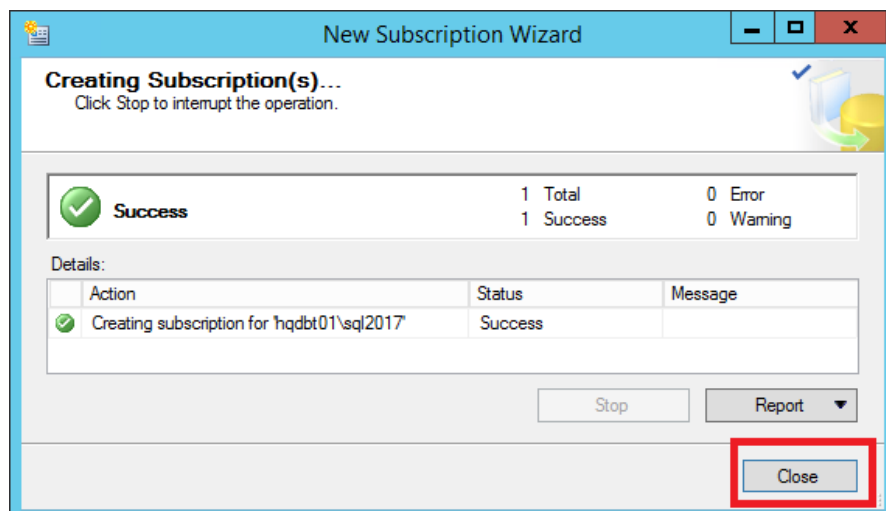 New Subscription Wizard
Creating Subscription(s)...
Click Stop to interrupt the operation.
Success
1 Total 0 Error
1 Success 0 Warning
Details:
Action Status Message
Creating subscription for 'hqdbt01\sql2017' Success
Stop Report
Close